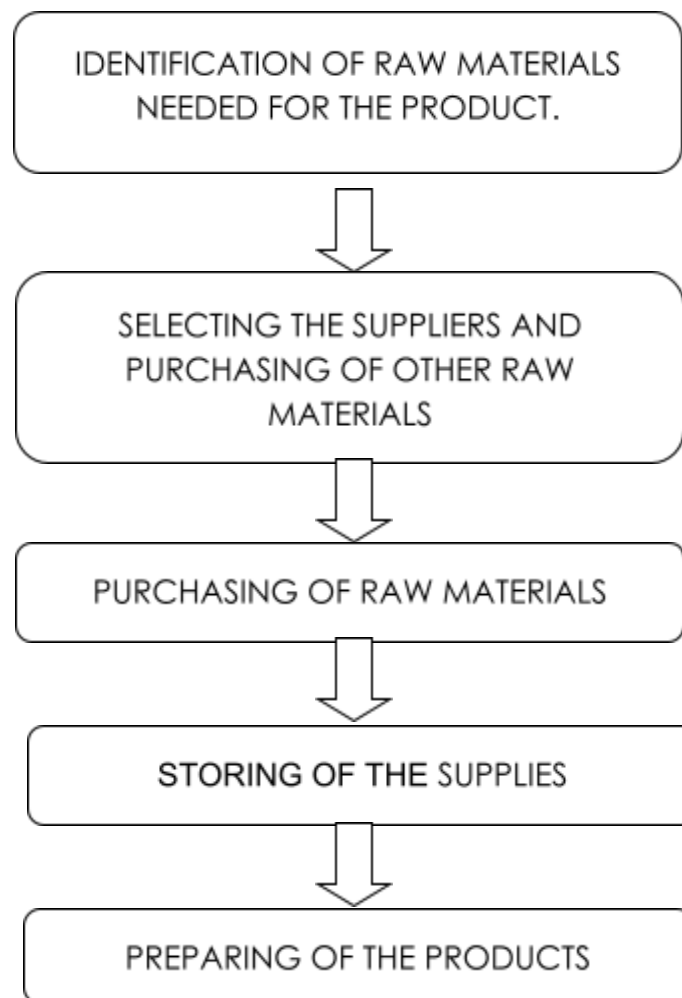 IDENTIFICATION OF RAW MATERIALS
NEEDED FOR THE PRODUCT.
SELECTING THE SUPPLIERS AND
PURCHASING OF OTHER RAW
MATERIALS
PURCHASING OF RAW MATERIALS
STORING OF THE SUPPLIES
PREPARING OF THE PRODUCTS